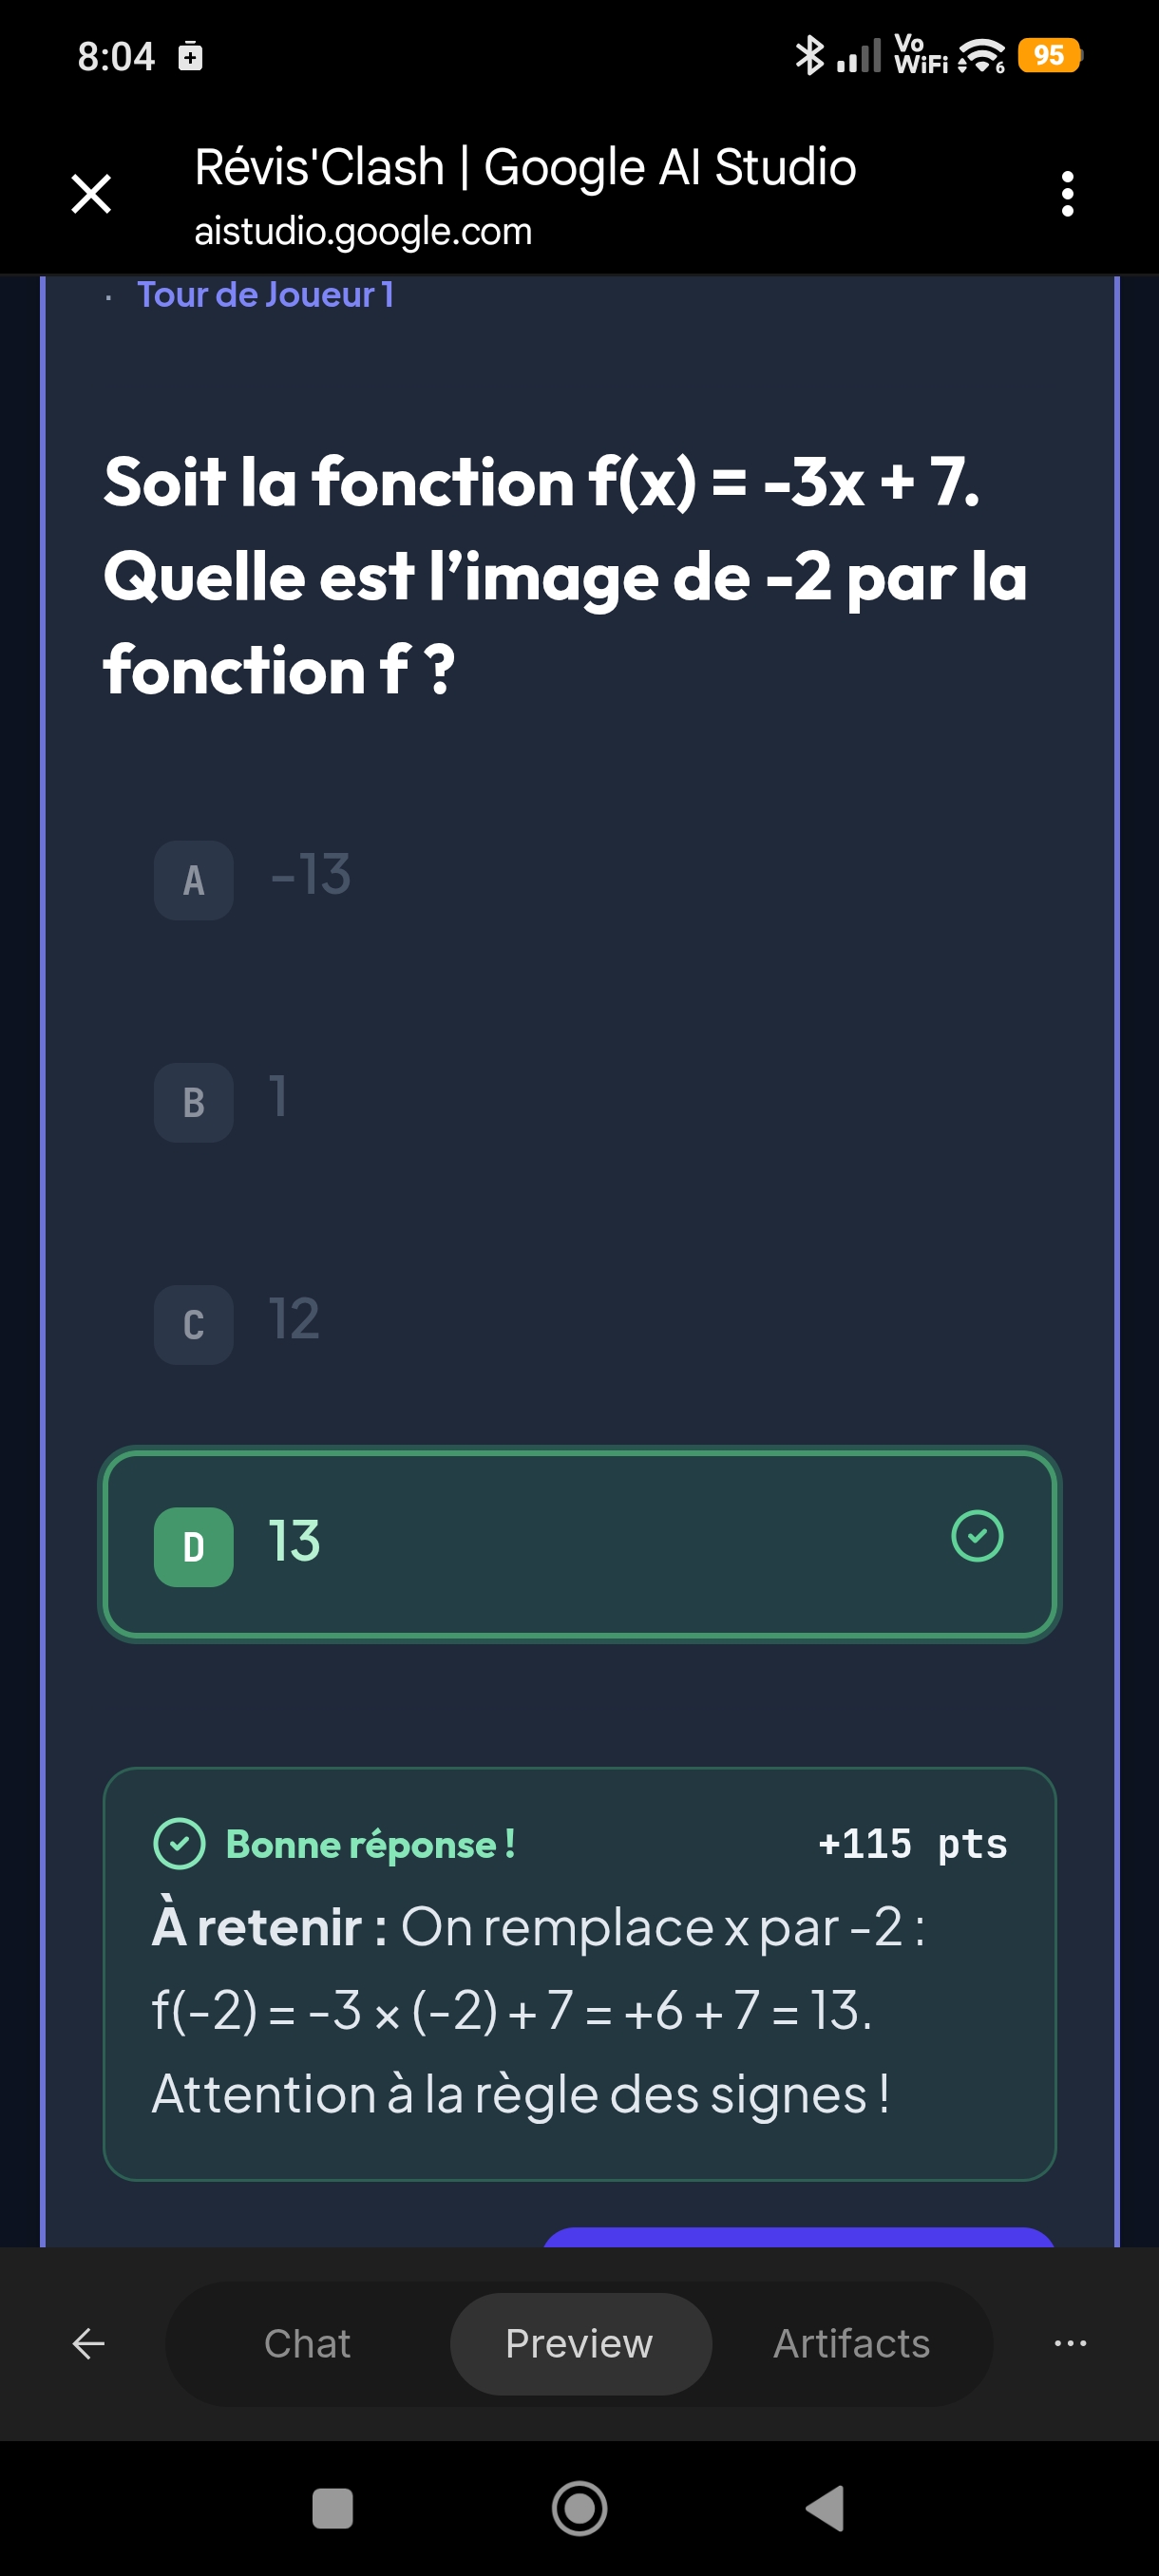 8:04
Vo
WiFi
6
95
Révis'Clash | Google AI Studio
aistudio.google.com
· Tour de Joueur 1
Soit la fonction f(x) = -3x + 7.
Quelle est l’image de -2 par la
fonction f ?
A -13
B 1
C 12
D 13
Bonne réponse ! +115 pts
À retenir : On remplace x par -2 :
f(-2) = -3 × (-2) + 7 = +6 + 7 = 13.
Attention à la règle des signes !
Chat Preview Artifacts